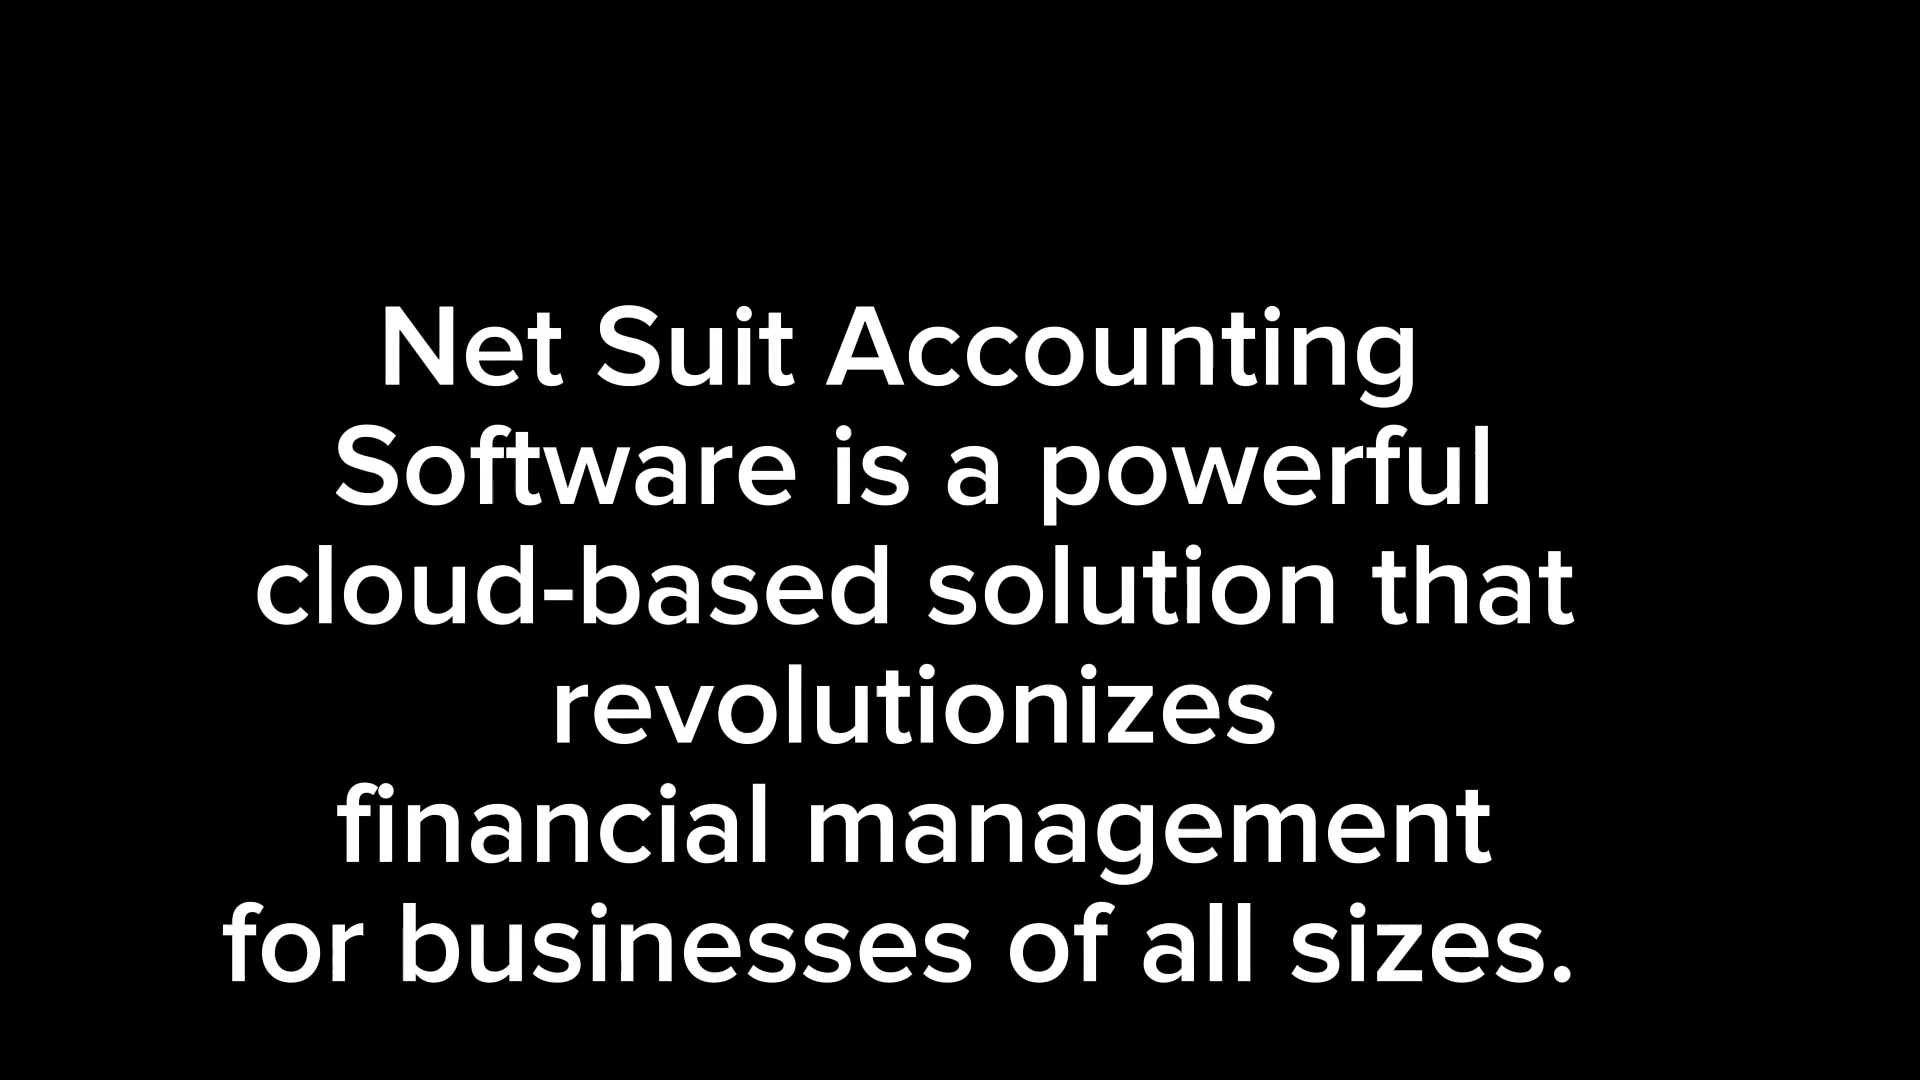 Net Suit Accounting
Software is a powerful
cloud-based solution that
revolutionizes
financial management
for businesses of all sizes.